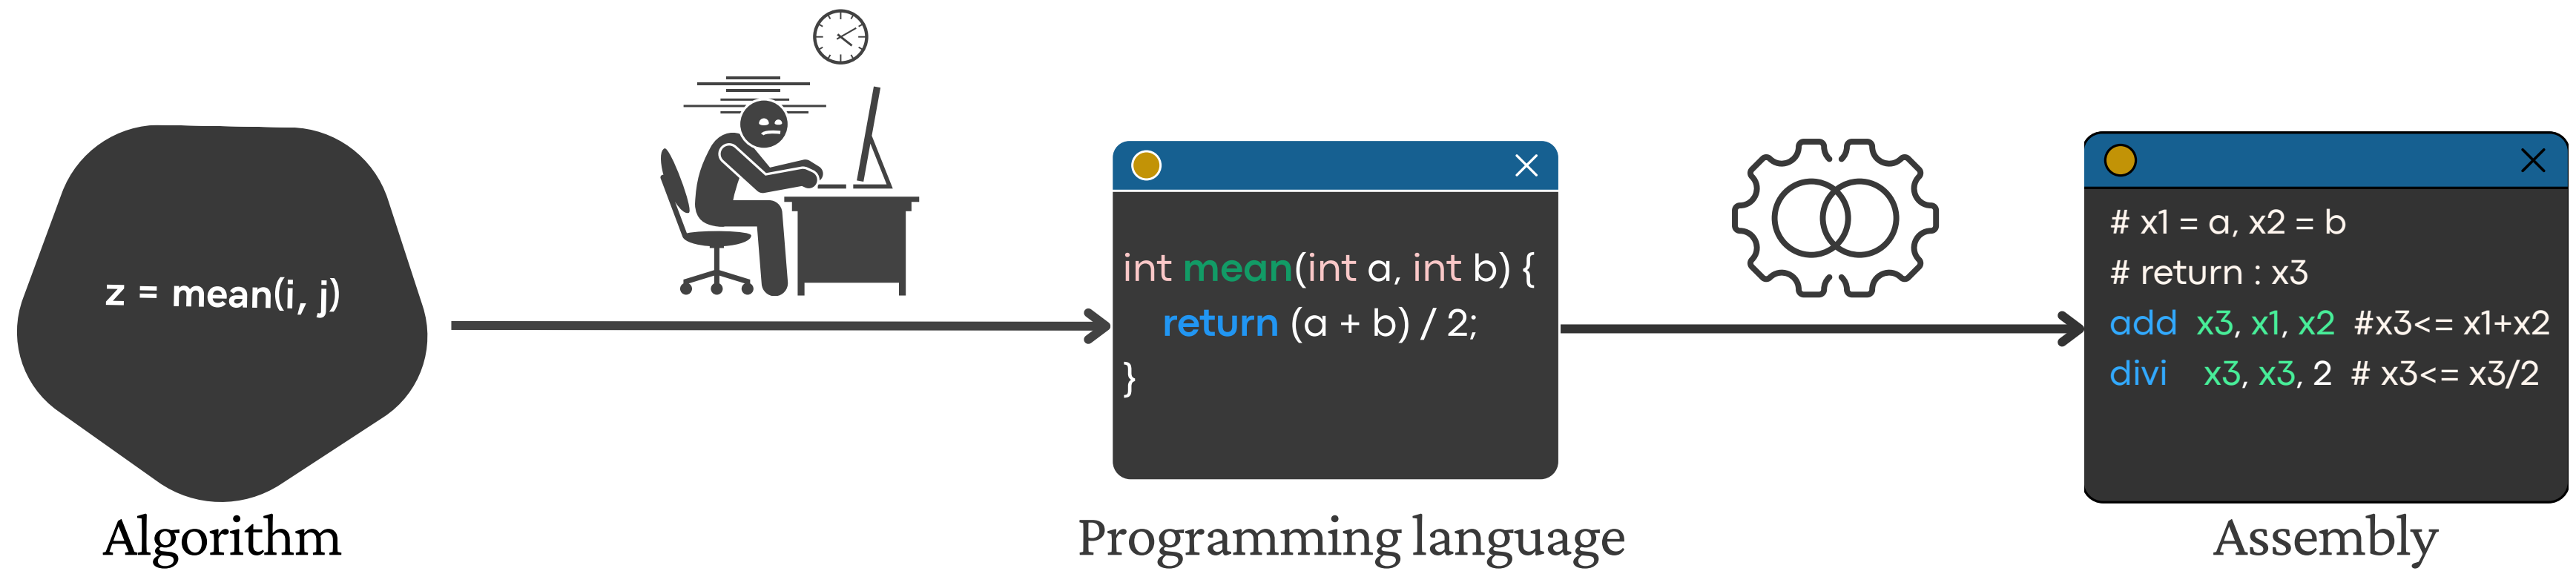 z = mean(i, j)
Algorithm
int mean(int a, int b) {
return (a + b) / 2;
}
Programming language
# x1 = a, x2 = b
# return : x3
add x3, x1, x2 #x3<= x1+x2
divi x3, x3, 2 # x3<= x3/2
Assembly